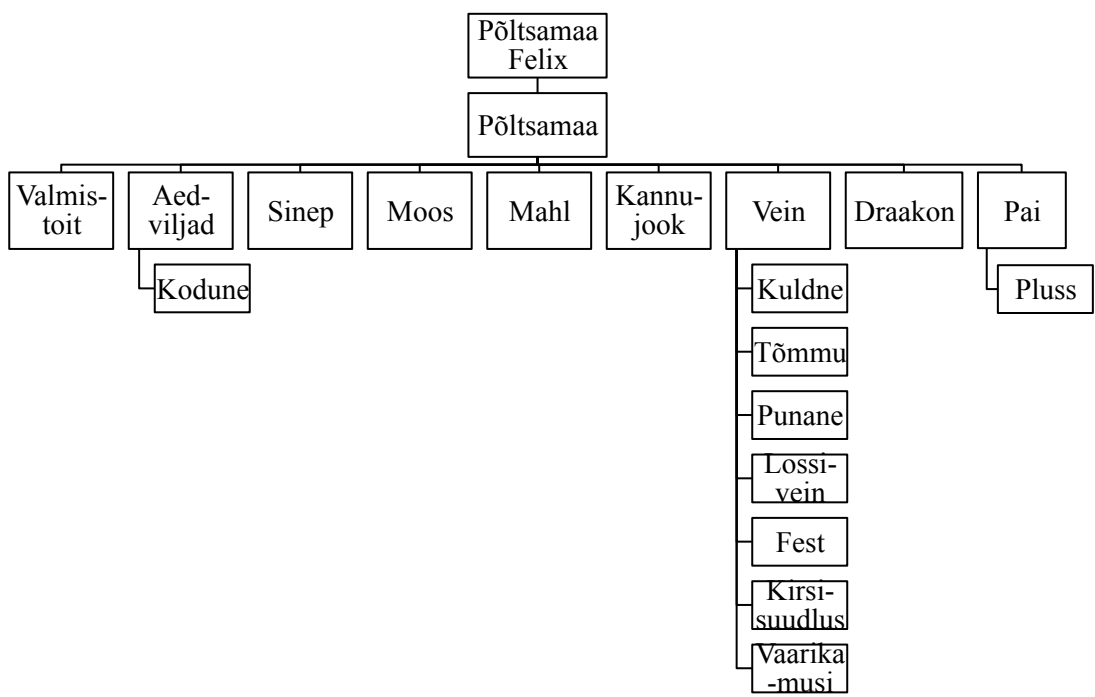 Põltsamaa
Felix
Põltsamaa
Valmis-
toit
Aed-
viljad
Sinep
Moos
Mahl
Kannu-
jook
Vein
Draakon
Pai
Kodune
Kuldne
Pluss
Tõmmu
Punane
Lossi-
vein
Fest
Kirsi-
suudlus
Vaarika
-musi